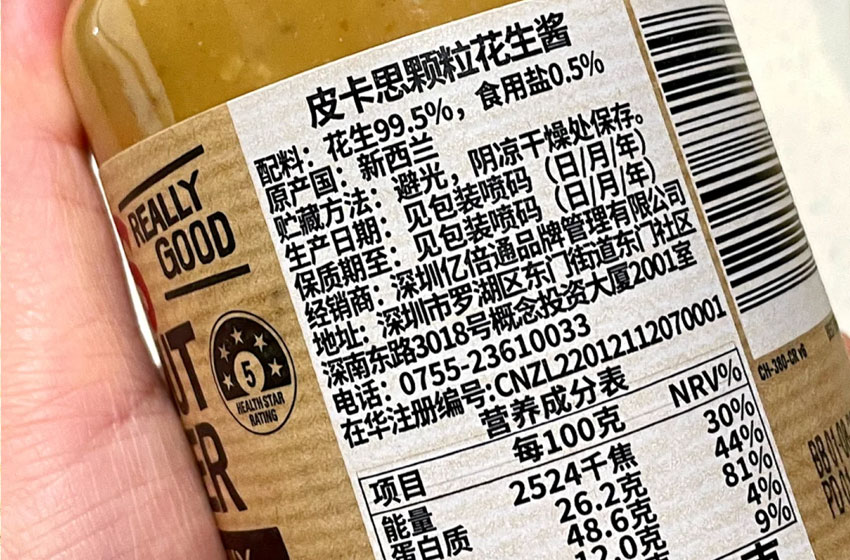 皮卡思颗粒花生酱
配料：花生99.5%，食用盐0.5%
原产国：新西兰
贮藏方法：避光，阴凉干燥处保存。
生产日期：见包装喷码（日/月/年）
保质期至：见包装喷码（日/月/年）
经销商：深圳亿倍通品牌管理有限公司
地址：深圳市罗湖区东门街道东门社区
深南东路3018号概念投资大厦2001室
电话：0755-23610033
在华注册编号:CNZL22012112070001
营养成分表
项目 每100克 NRV%
能量 2524千焦 30%
蛋白质 26.2克 44%
48.6克 81%
12.0克 4%
9%
REALLY
GOOD
5
HEALTH STAR
RATING
CH-380-CR v6